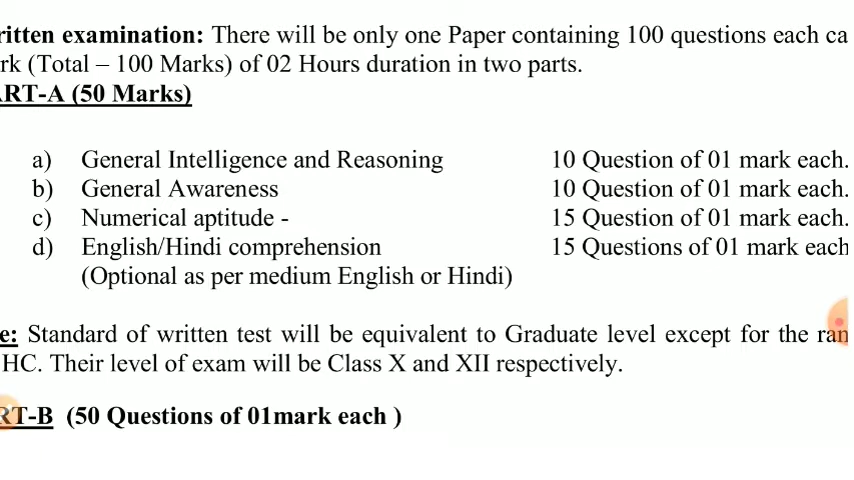 ritten examination: There will be only one Paper containing 100 questions each ca
rk (Total – 100 Marks) of 02 Hours duration in two parts.
ART-A (50 Marks)
a) General Intelligence and Reasoning 10 Question of 01 mark each.
b) General Awareness 10 Question of 01 mark each.
c) Numerical aptitude - 15 Question of 01 mark each.
d) English/Hindi comprehension 15 Questions of 01 mark each
(Optional as per medium English or Hindi)
e: Standard of written test will be equivalent to Graduate level except for the ran
HC. Their level of exam will be Class X and XII respectively.
RT-B (50 Questions of 01mark each )